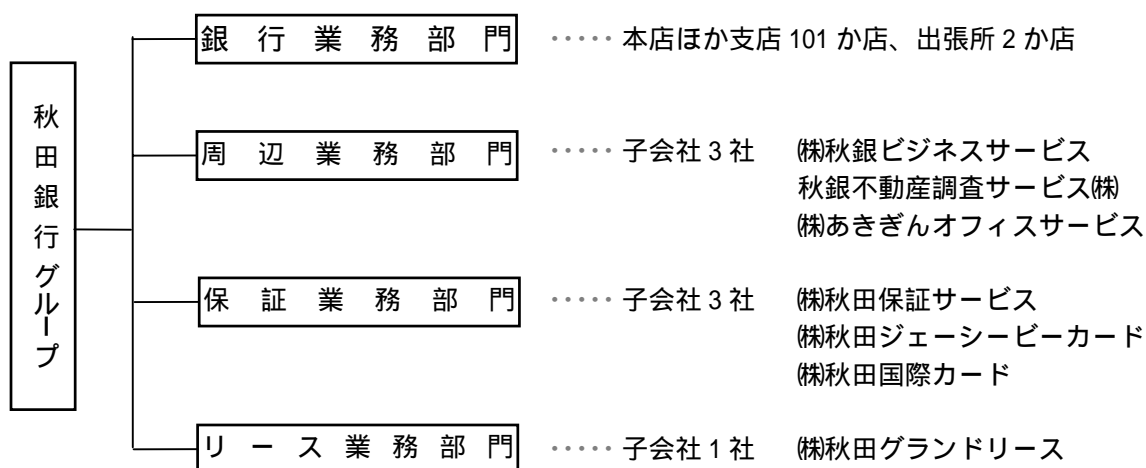 秋田銀行グループ
銀行業務部門 ····· 本店ほか支店 101 か店、出張所 2 か店
周辺業務部門 ····· 子会社 3 社 ㈱秋銀ビジネスサービス
秋銀不動産調査サービス㈱
㈱あきぎんオフィスサービス
保証業務部門 ····· 子会社 3 社 ㈱秋田保証サービス
㈱秋田ジェーシービーカード
㈱秋田国際カード
リース業務部門 ····· 子会社 1 社 ㈱秋田グランドリース